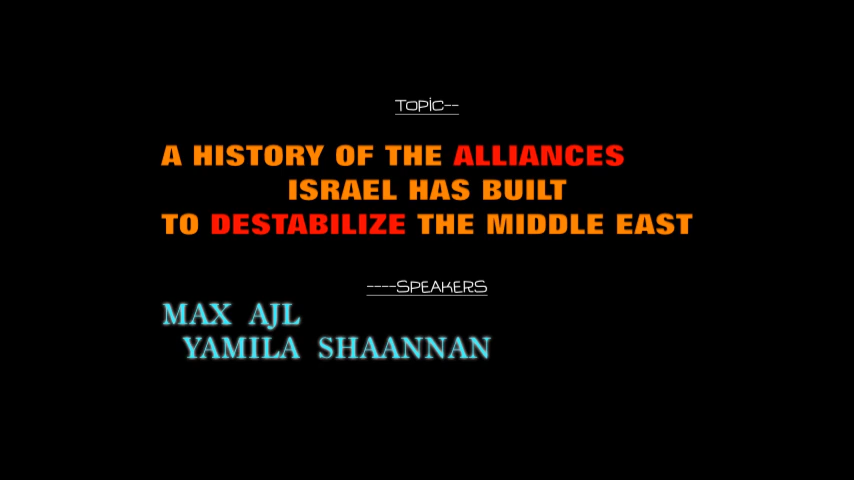 TOPIC--
A HISTORY OF THE ALLIANCES
ISRAEL HAS BUILT
TO DESTABILIZE THE MIDDLE EAST
----SPEAKERS
MAX AJL
YAMILA SHAANNAN